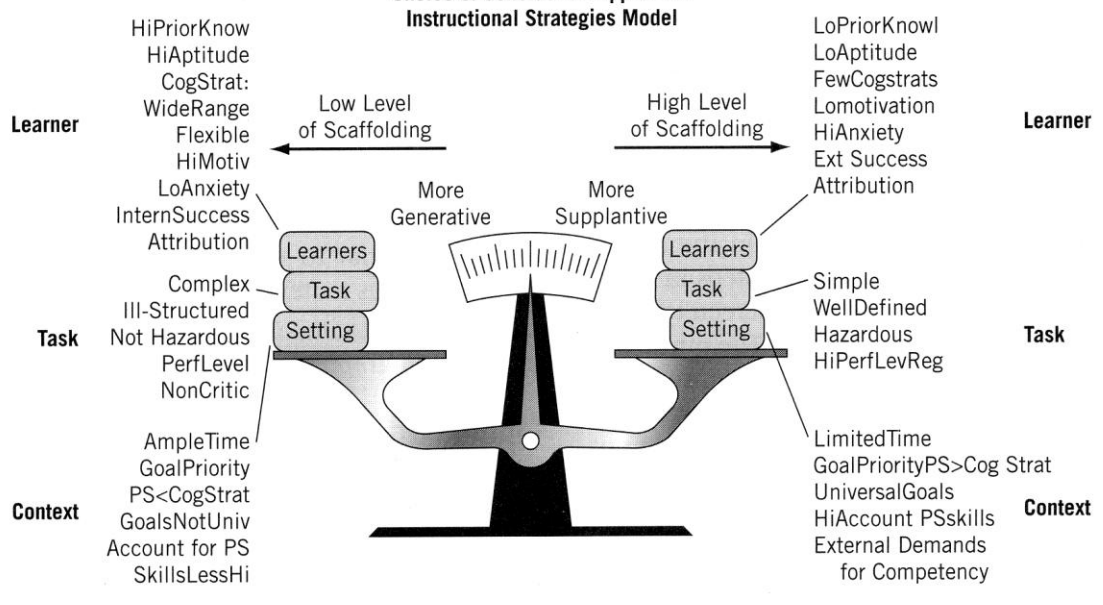 Instructional Strategies Model
HiPriorKnow
HiAptitude
CogStrat:
WideRange
Flexible
HiMotiv
LoAnxiety
InternSuccess
Attribution
Learner
Low Level
of Scaffolding
High Level
of Scaffolding
LoPriorKnowl
LoAptitude
FewCogstrats
Lomotivation
HiAnxiety
Ext Success
Attribution
Learner
More
Generative
More
Supplantive
Learners
Task
Setting
Learners
Task
Setting
Complex
Ill-Structured
Not Hazardous
PerfLevel
NonCritic
Task
Simple
WellDefined
Hazardous
HiPerfLevReg
Task
AmpleTime
GoalPriority
PS<CogStrat
GoalsNotUniv
Account for PS
SkillsLessHi
Context
LimitedTime
GoalPriorityPS>Cog Strat
UniversalGoals
HiAccount PSskills
External Demands
for Competency
Context